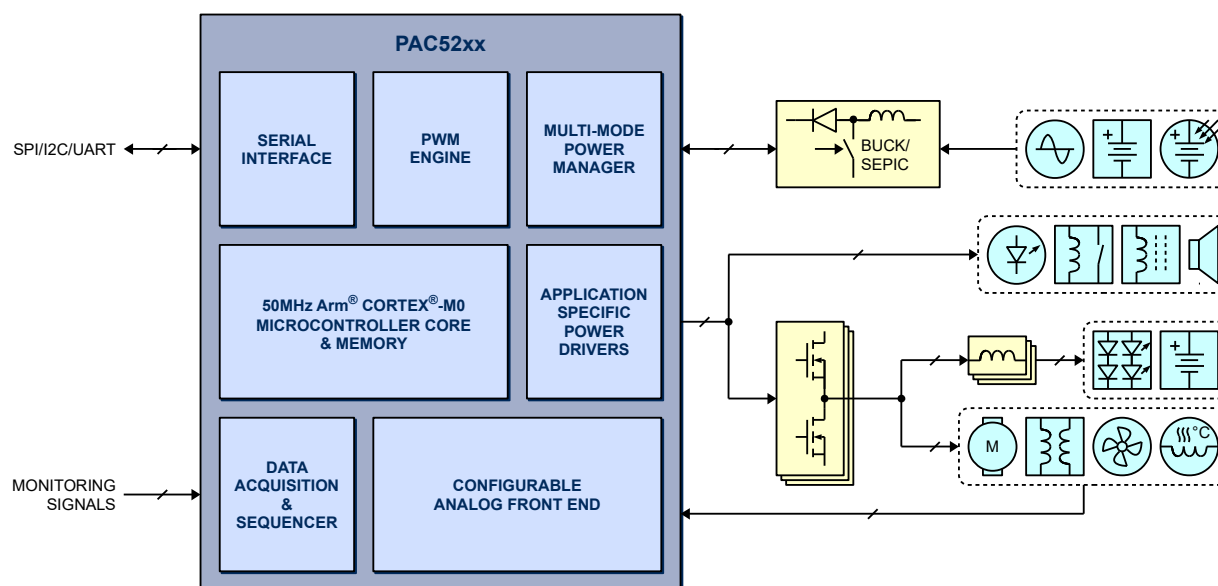 PAC52xx
SERIAL
INTERFACE
PWM
ENGINE
MULTI-MODE
POWER
MANAGER
SPI/I2C/UART
BUCK/
SEPIC
+
+
50MHz Arm® CORTEX®-M0
MICROCONTROLLER CORE
& MEMORY
APPLICATION
SPECIFIC
POWER
DRIVERS
+
M
°C
DATA
ACQUISITION
&
SEQUENCER
CONFIGURABLE
ANALOG FRONT END
MONITORING
SIGNALS